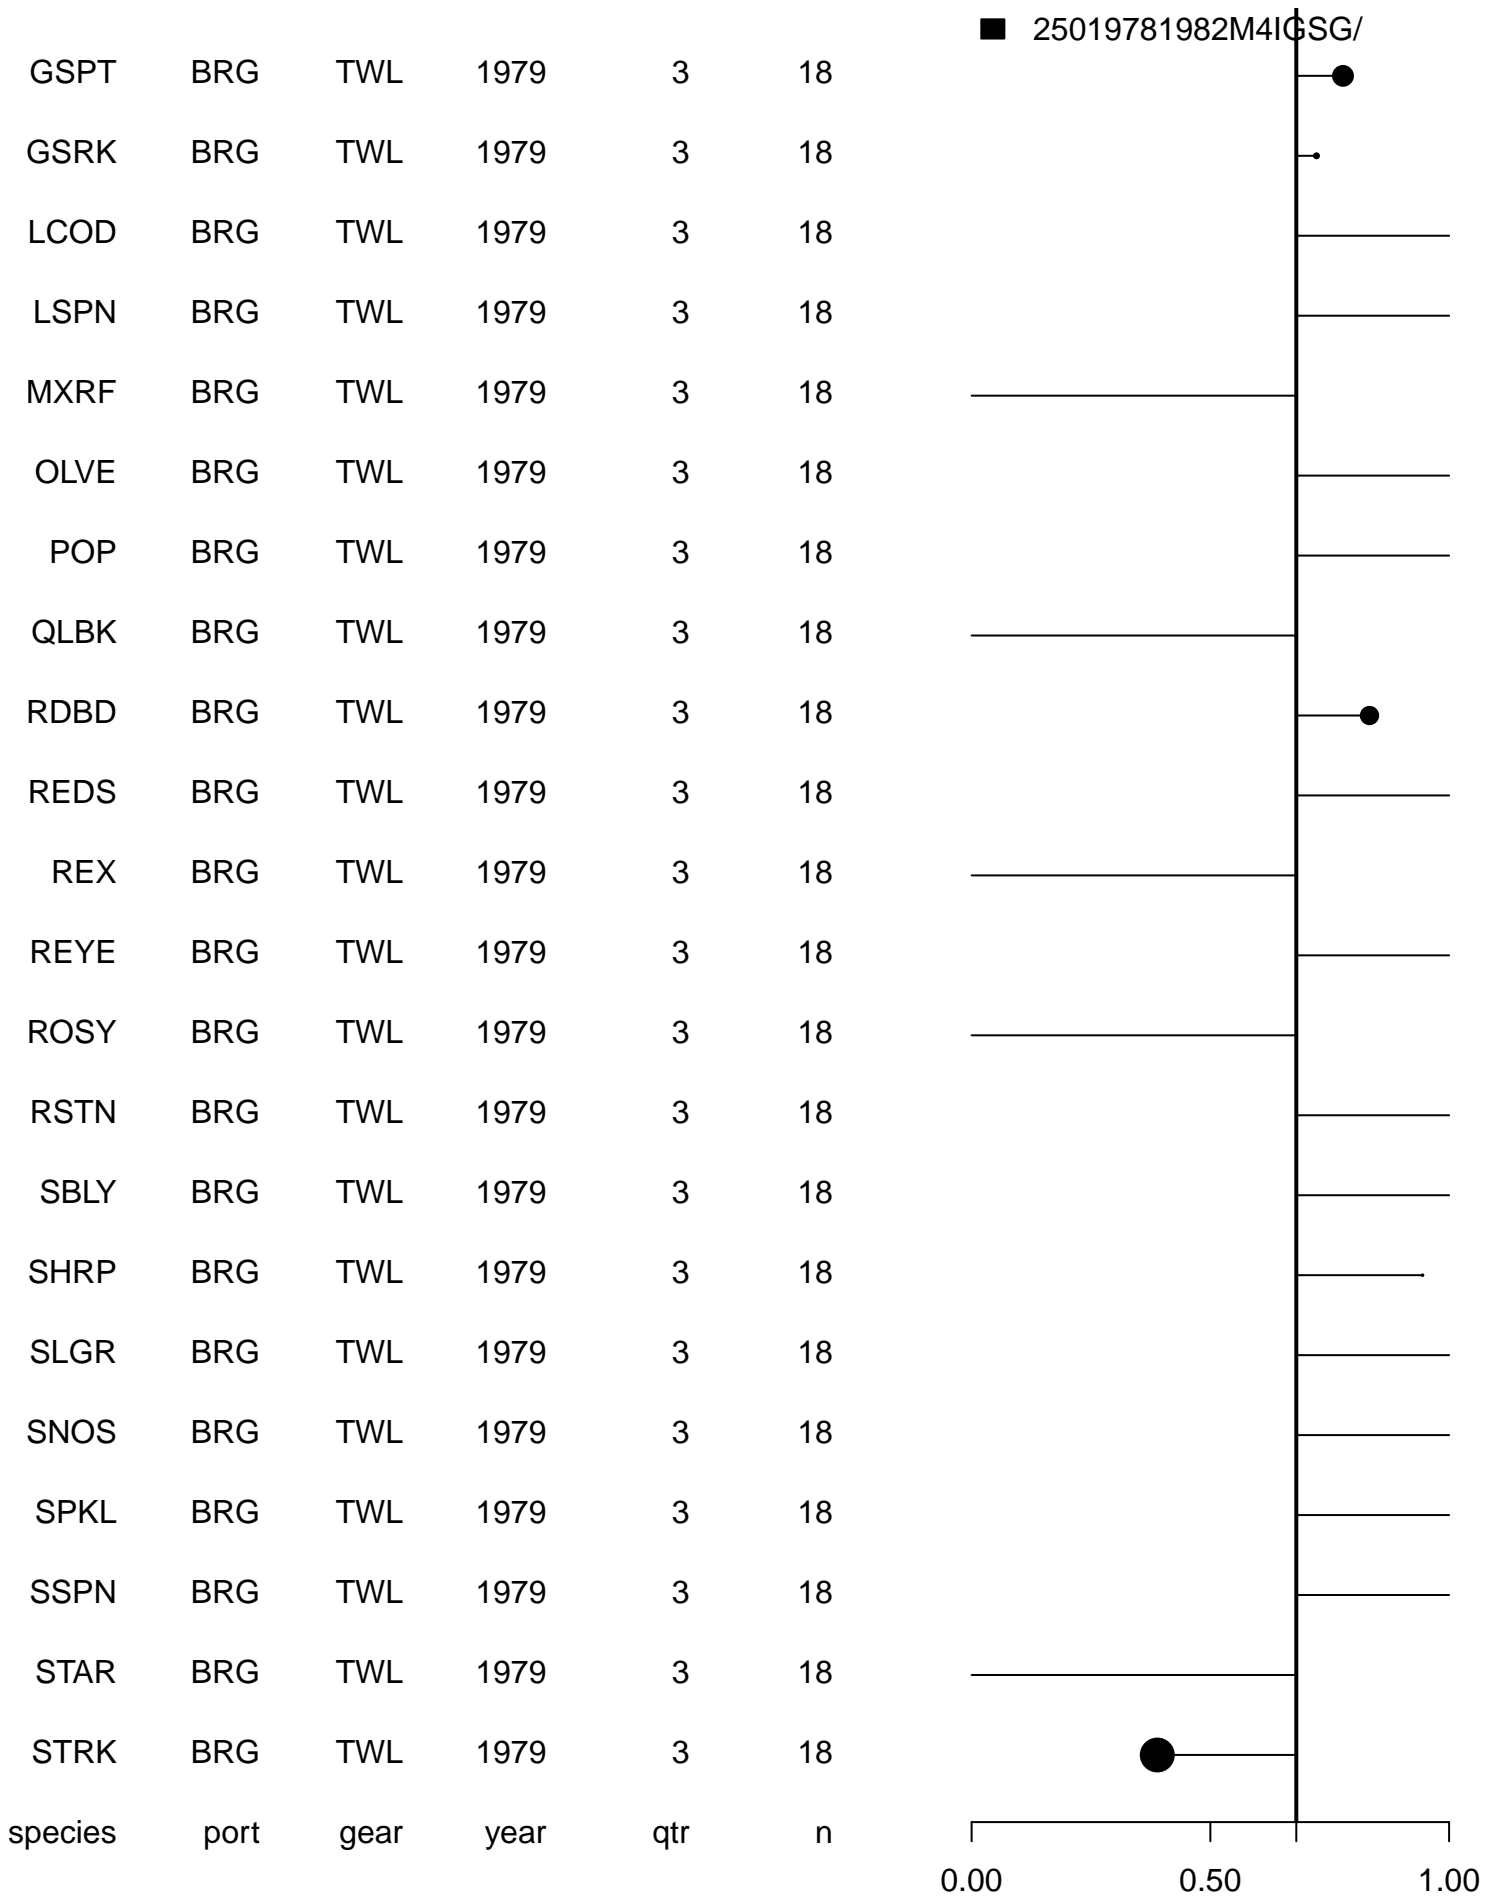 25019781982M4IGSG/
GSPT BRG TWL 1979 3 18
GSRK BRG TWL 1979 3 18
LCOD BRG TWL 1979 3 18
LSPN BRG TWL 1979 3 18
MXRF BRG TWL 1979 3 18
OLVE BRG TWL 1979 3 18
POP BRG TWL 1979 3 18
QLBK BRG TWL 1979 3 18
RDBD BRG TWL 1979 3 18
REDS BRG TWL 1979 3 18
REX BRG TWL 1979 3 18
REYE BRG TWL 1979 3 18
ROSY BRG TWL 1979 3 18
RSTN BRG TWL 1979 3 18
SBLY BRG TWL 1979 3 18
SHRP BRG TWL 1979 3 18
SLGR BRG TWL 1979 3 18
SNOS BRG TWL 1979 3 18
SPKL BRG TWL 1979 3 18
SSPN BRG TWL 1979 3 18
STAR BRG TWL 1979 3 18
STRK BRG TWL 1979 3 18
species port gear year qtr n
0.00 0.50 1.00